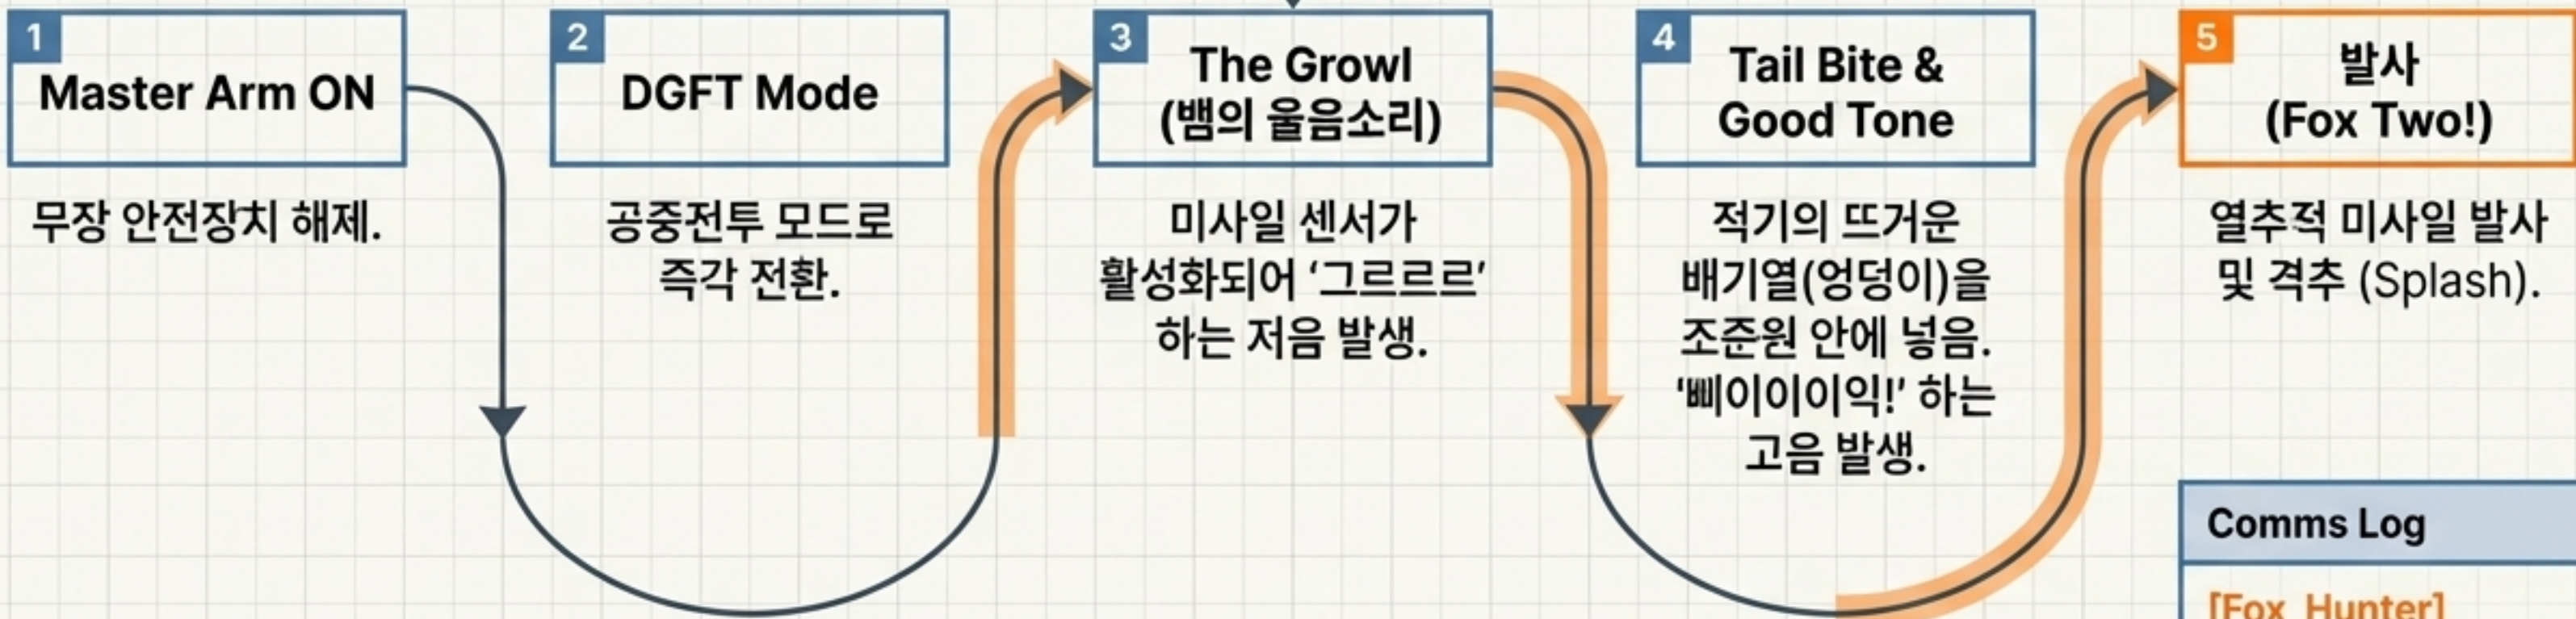 1
Master Arm ON
무장 안전장치 해제.
2
DGFT Mode
공중전투 모드로
즉각 전환.
3
The Growl
(뱀의 울음소리)
미사일 센서가
활성화되어 ‘그르르르’
하는 저음 발생.
4
Tail Bite &
Good Tone
적기의 뜨거운
배기열(엉덩이)을
조준원 안에 넣음.
‘삐이이이익!’ 하는
고음 발생.
5
발사
(Fox Two!)
열추적 미사일 발사
및 격추 (Splash).
Comms Log
[Fox_Hunter]